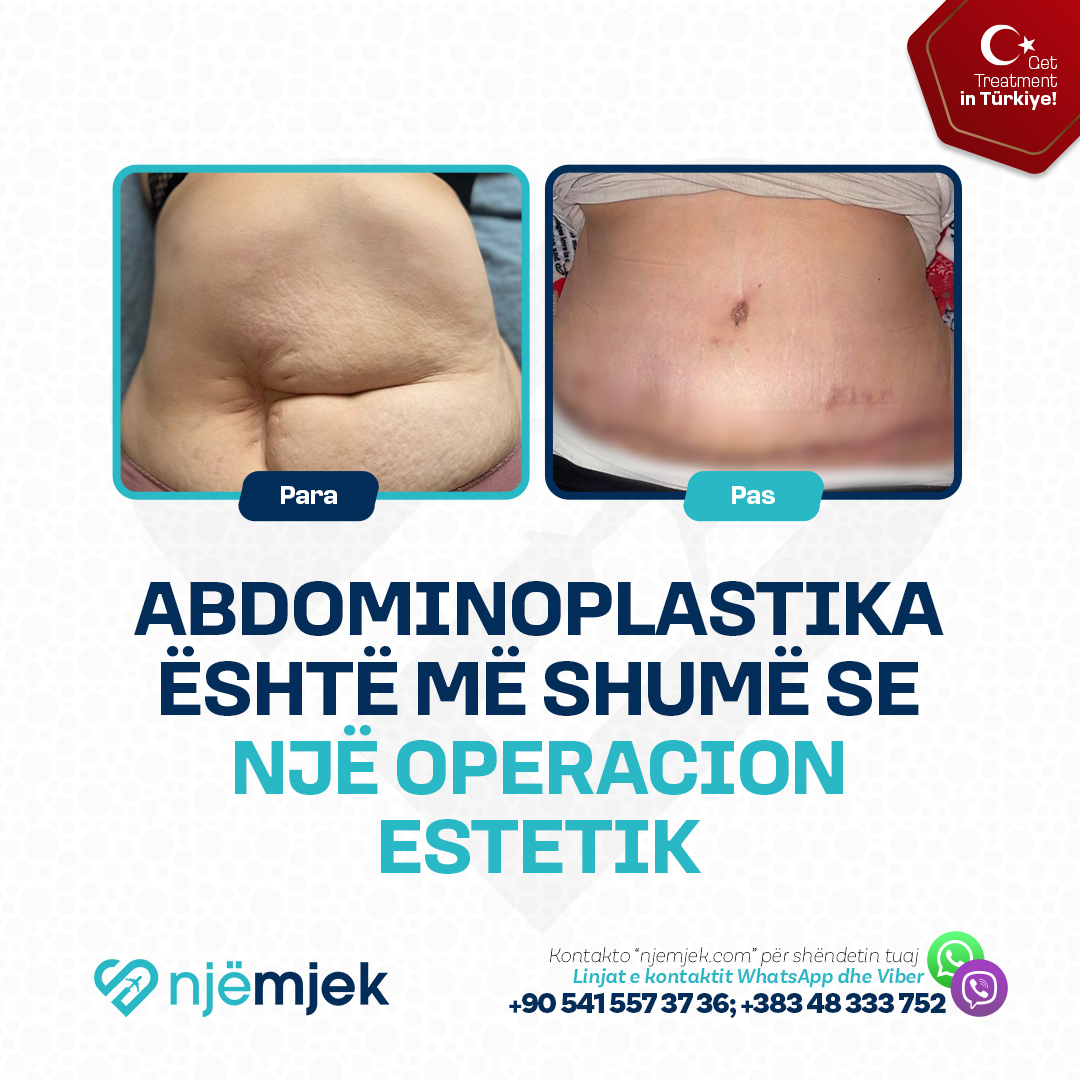 Get
Treatment
in Türkiye!
Para
Pas
ABDOMINOPLASTIKA
ËSHTË MË SHUMË SE
NJË OPERACION
ESTETIK
njëmjek
Kontakto “njemjek.com” për shëndetin tuaj
Linjat e kontaktit WhatsApp dhe Viber
+90 541 557 37 36; +383 48 333 752